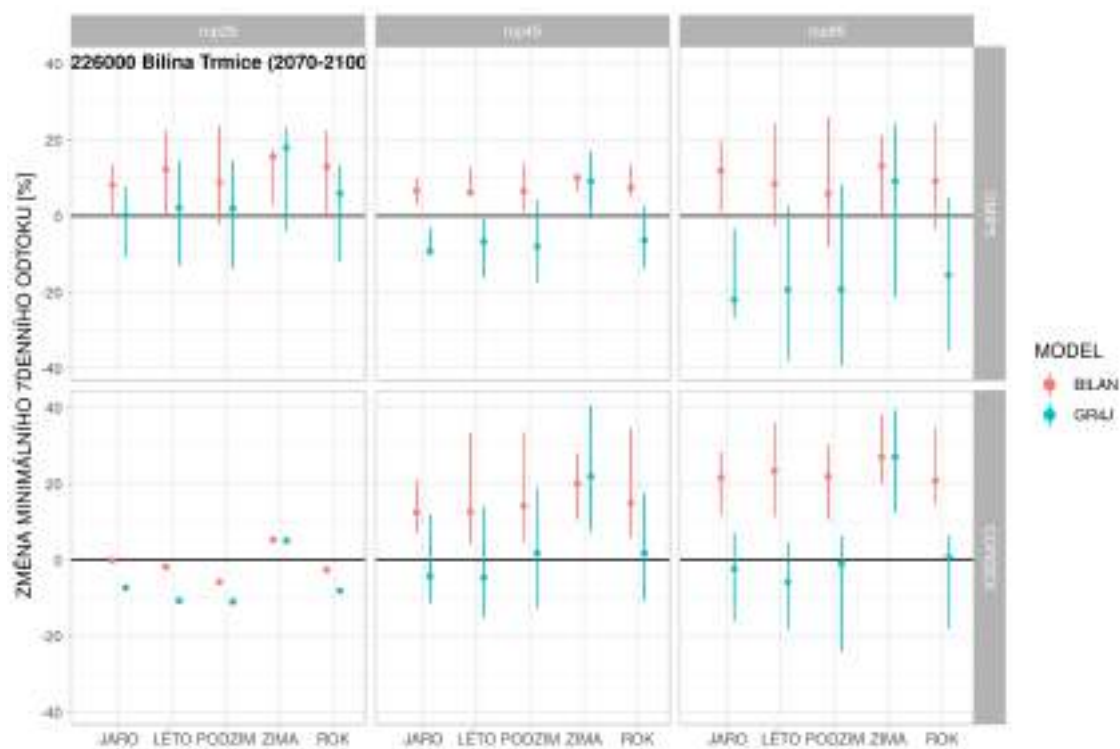 rcp26 rcp45 rcp85
226000 Bílina Trmice (2070-2100
ZMĚNA MINIMÁLNÍHO 7DENNÍHO ODTOKU [%]
40
20
0
-20
-40
40
20
0
-20
-40
JARO LÉTO PODZIM ZIMA ROK JARO LÉTO PODZIM ZIMA ROK JARO LÉTO PODZIM ZIMA ROK
MODEL
BILAN
GR4J